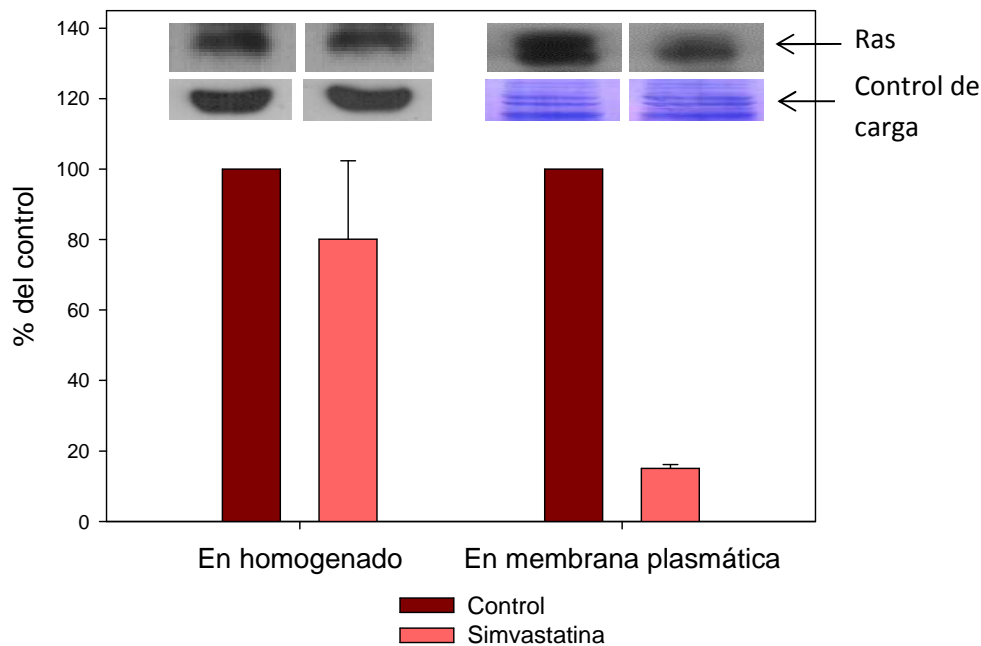 140
120
100
80
60
40
20
0
% del control
Ras
Control de
carga
En homogenado
En membrana plasmática
Control
Simvastatina